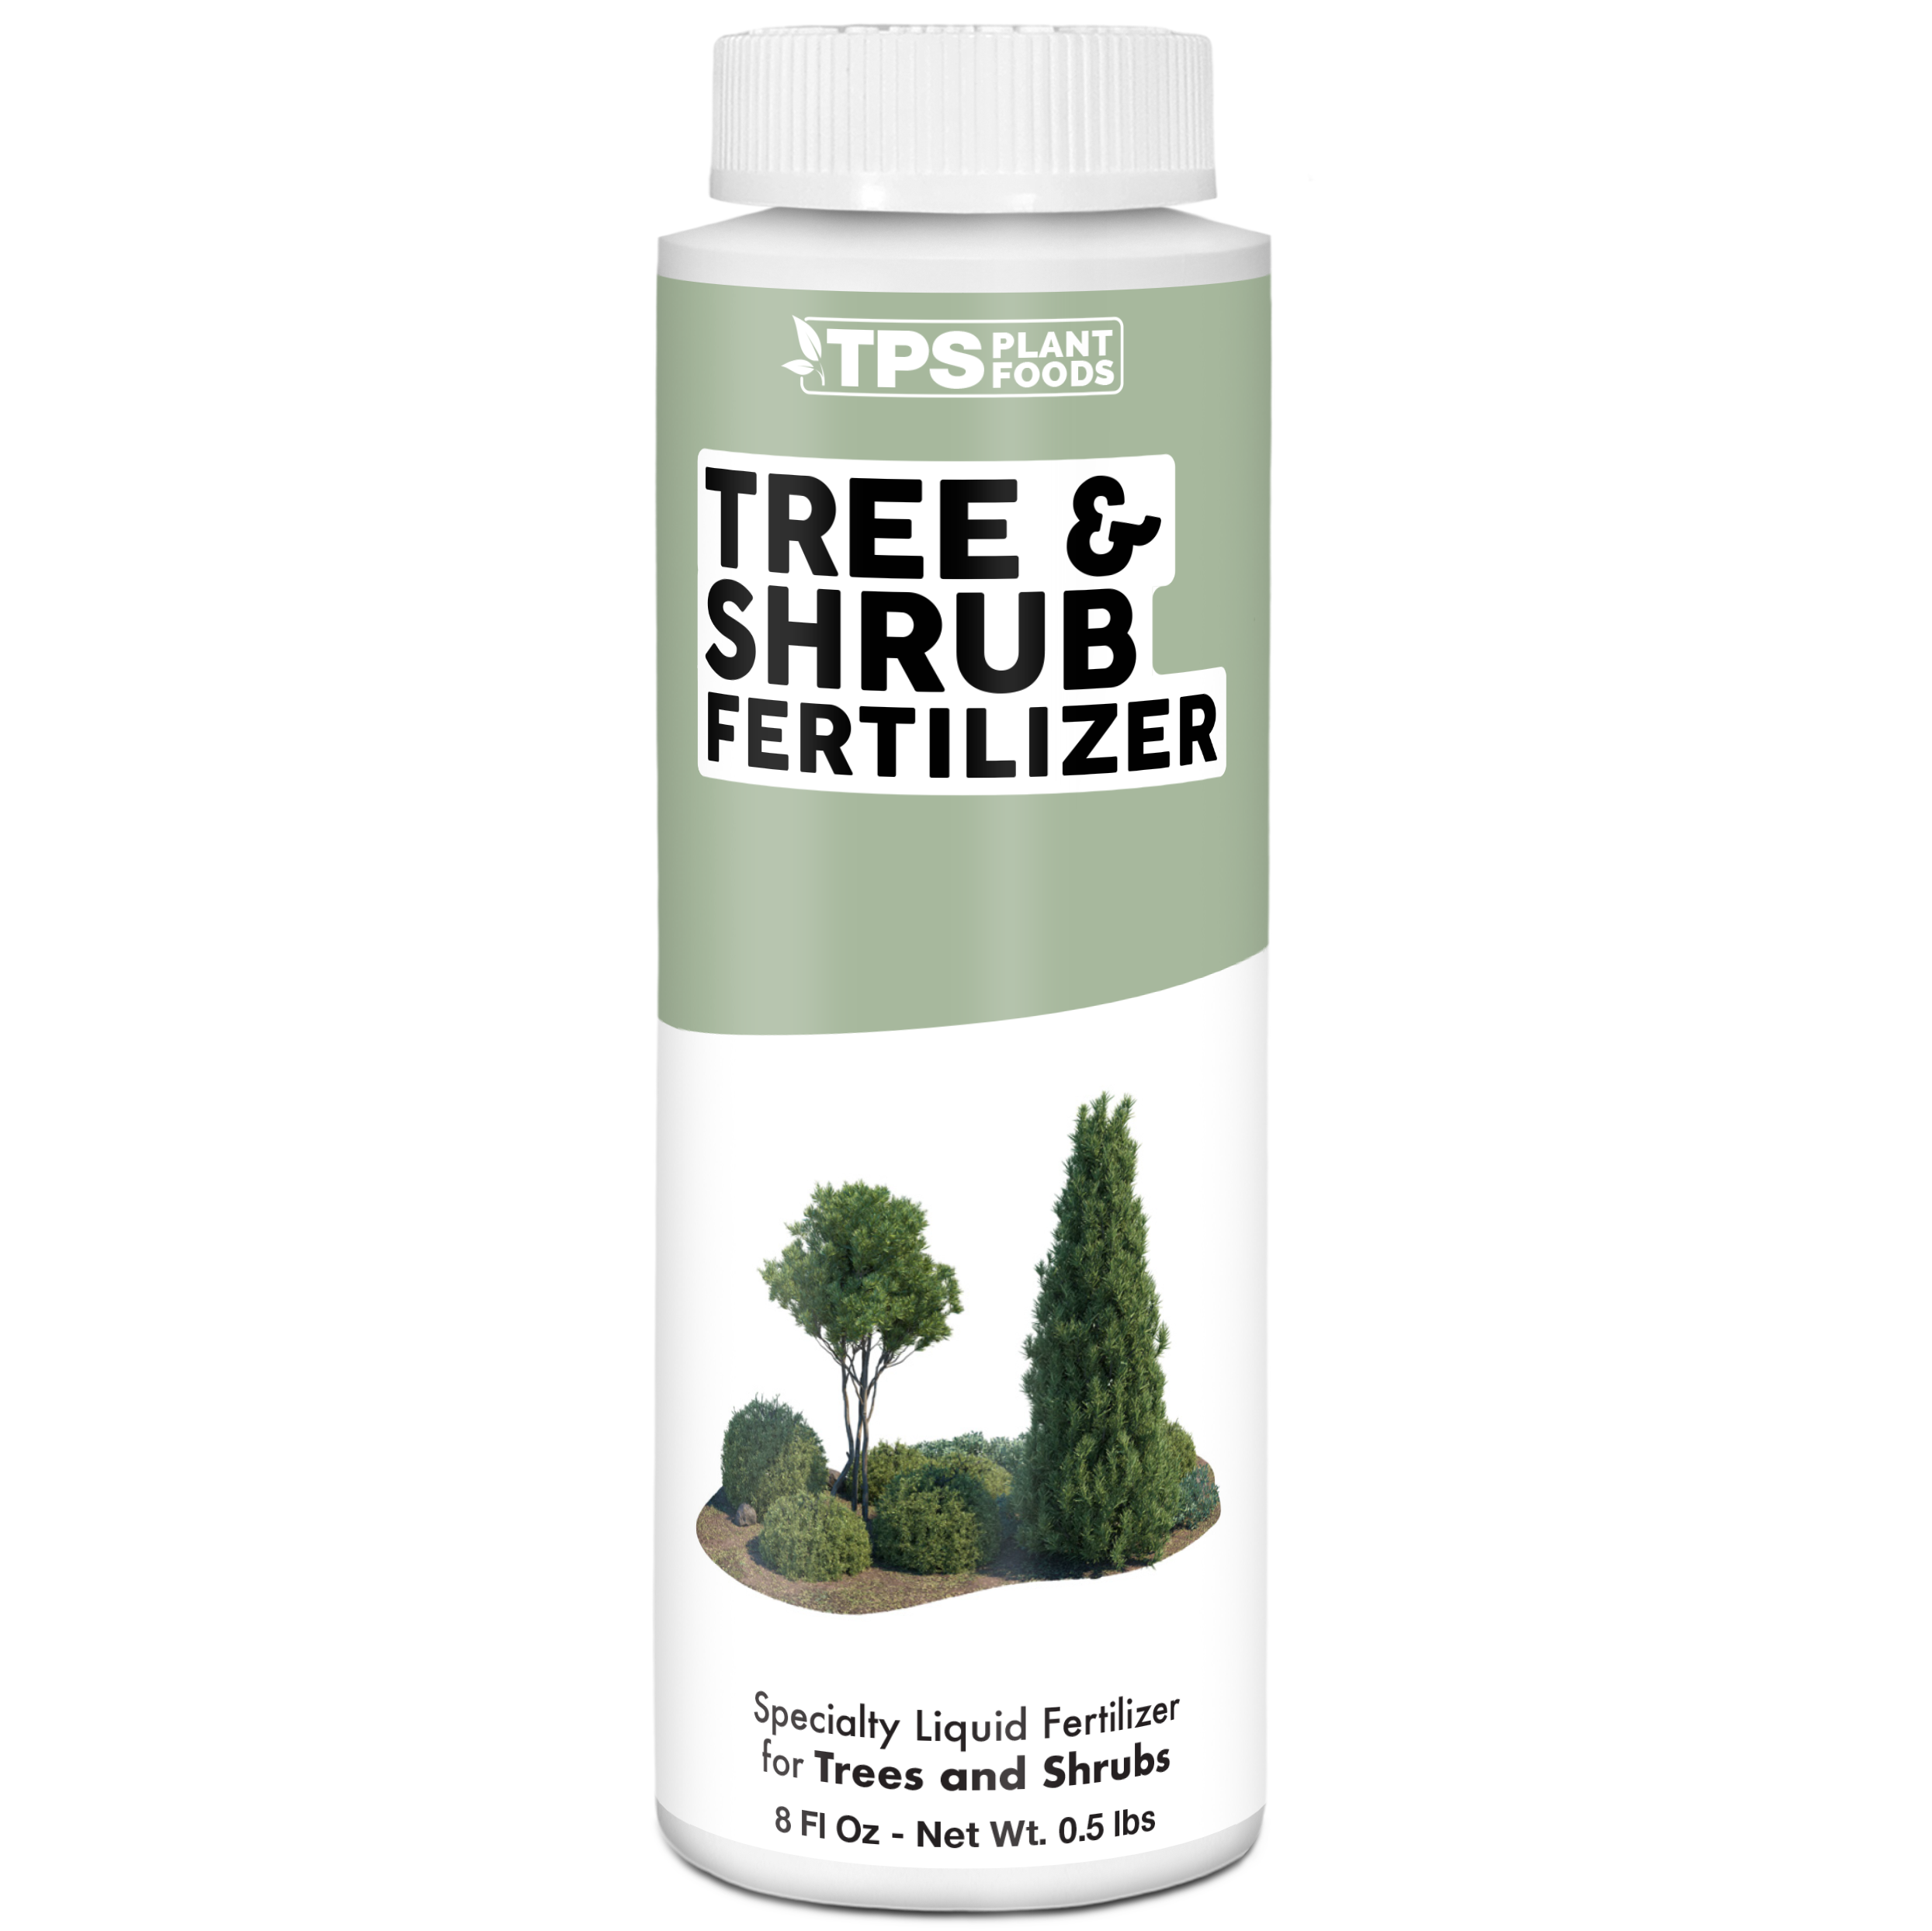 TPS PLANT FOODS
TREE &
SHRUB
FERTILIZER
Specialty Liquid Fertilizer
for Trees and Shrubs
8 Fl Oz - Net Wt. 0.5 lbs